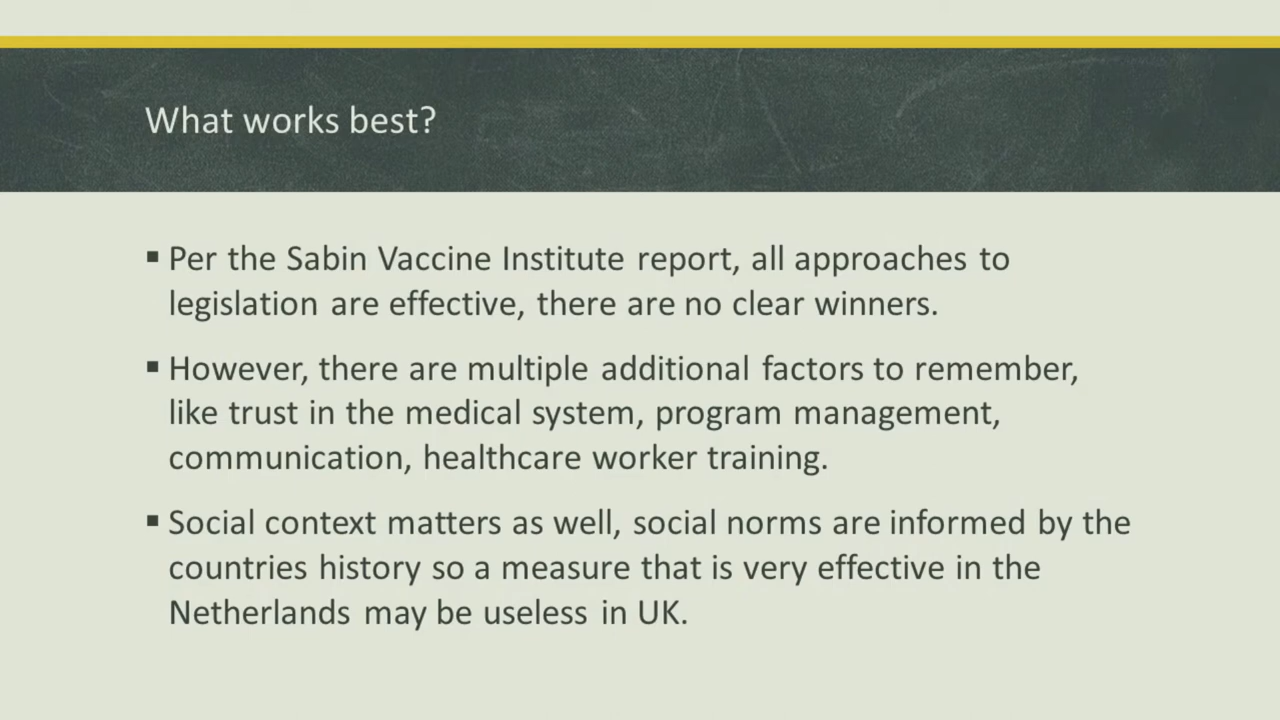 What works best?
▪ Per the Sabin Vaccine Institute report, all approaches to
legislation are effective, there are no clear winners.
▪ However, there are multiple additional factors to remember,
like trust in the medical system, program management,
communication, healthcare worker training.
▪ Social context matters as well, social norms are informed by the
countries history so a measure that is very effective in the
Netherlands may be useless in UK.